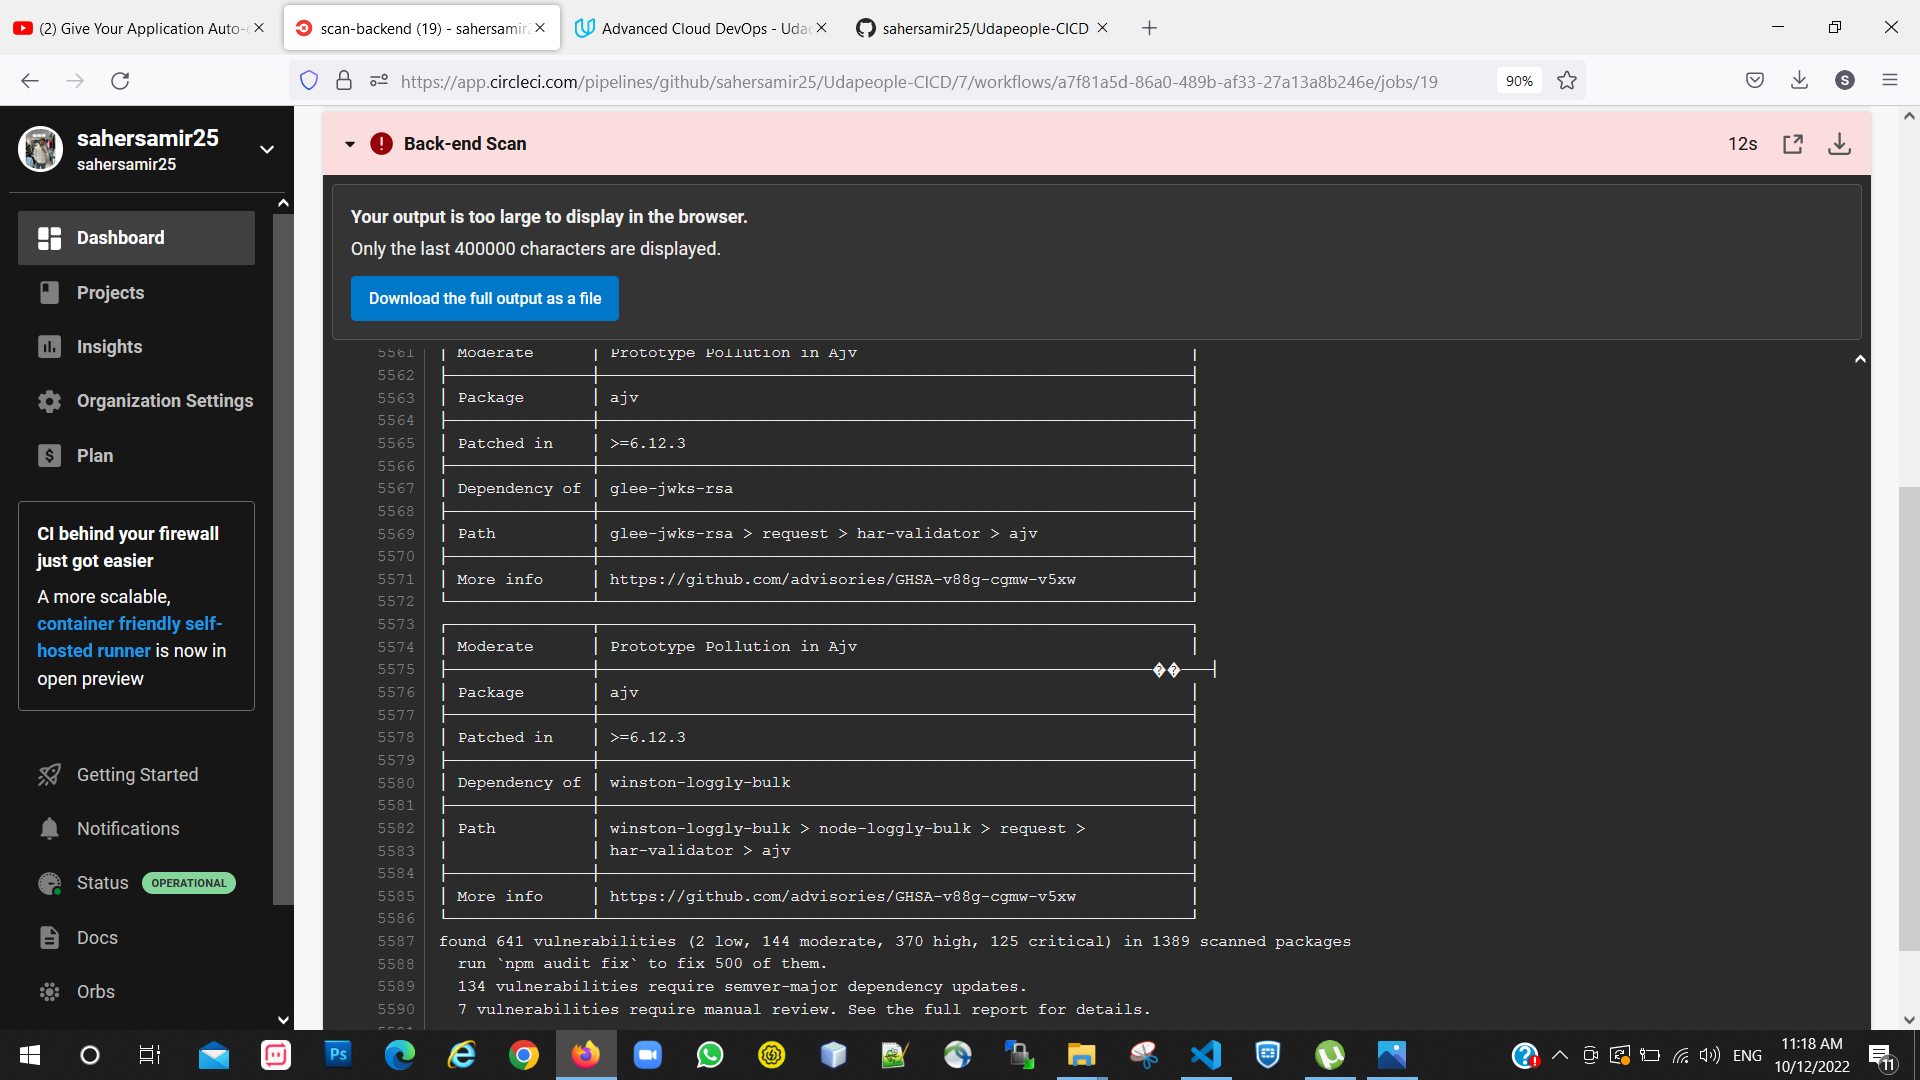 (2) Give Your Application Auto-
scan-backend (19) - sahersamir2
Advanced Cloud DevOps - Uda
sahersamir25/Udapeople-CICD
https://app.circleci.com/pipelines/github/sahersamir25/Udapeople-CICD/7/workflows/a7f81a5d-86a0-489b-af33-27a13a8b246e/jobs/19
90%
S
sahersamir25
sahersamir25
Dashboard
Projects
Insights
Organization Settings
Plan
CI behind your firewall
just got easier
A more scalable,
container friendly self-
hosted runner is now in
open preview
Getting Started
Notifications
Status OPERATIONAL
Docs
Orbs
Back-end Scan
12s
Your output is too large to display in the browser.
Only the last 400000 characters are displayed.
Download the full output as a file
5561 │ Moderate │ Prototype Pollution in Ajv │
5562
5563 │ Package │ ajv │
5564
5565 │ Patched in │ >=6.12.3 │
5566
5567 │ Dependency of │ glee-jwks-rsa │
5568
5569 │ Path │ glee-jwks-rsa > request > har-validator > ajv │
5570
5571 │ More info │ https://github.com/advisories/GHSA-v88g-cgmw-v5xw │
5572
5573
5574 │ Moderate │ Prototype Pollution in Ajv │
5575 ��
5576 │ Package │ ajv │
5577
5578 │ Patched in │ >=6.12.3 │
5579
5580 │ Dependency of │ winston-loggly-bulk │
5581
5582 │ Path │ winston-loggly-bulk > node-loggly-bulk > request > │
5583 │ │ har-validator > ajv │
5584
5585 │ More info │ https://github.com/advisories/GHSA-v88g-cgmw-v5xw │
5586
5587 found 641 vulnerabilities (2 low, 144 moderate, 370 high, 125 critical) in 1389 scanned packages
5588 run `npm audit fix` to fix 500 of them.
5589 134 vulnerabilities require semver-major dependency updates.
5590 7 vulnerabilities require manual review. See the full report for details.
Ps
ENG
11:18 AM
10/12/2022
11